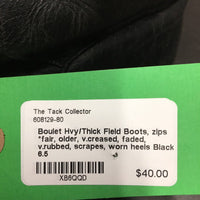 The Tack Collector
608129-80
Boulet Hvy/Thick Field Boots, zips
*fair, older, v.creased, faded,
v.rubbed, scrapes, worn heels Black
6.5
XB6QQD
$40.00